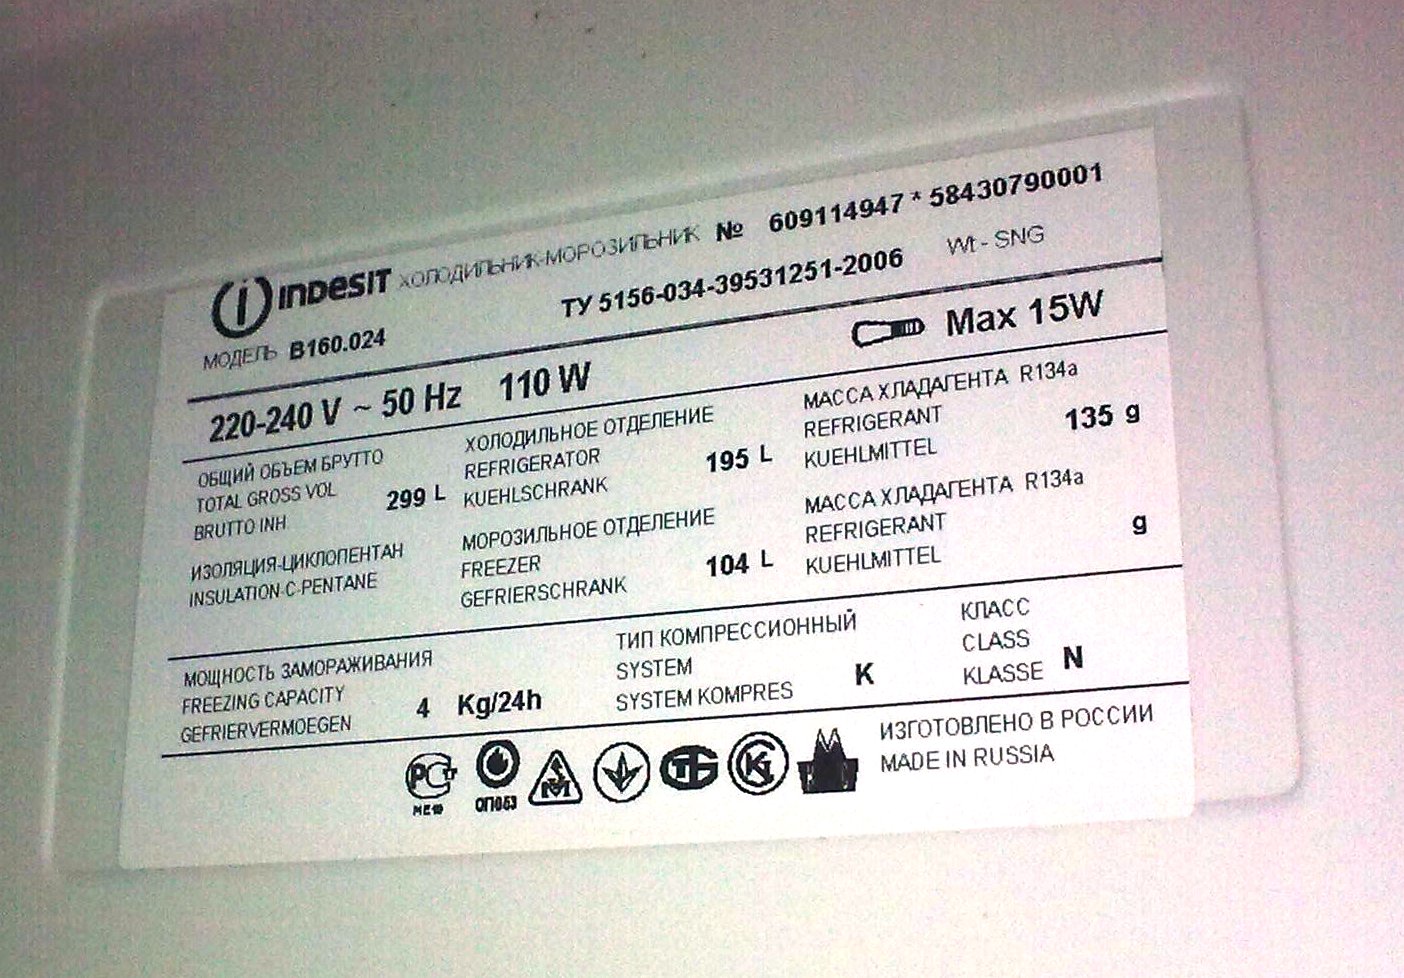 INDESIT ХОЛОДИЛЬНИК-МОРОЗИЛЬНИК № 609114947 * 58430790001
МОДЕЛЬ B160.024 ТУ 5156-034-39531251-2006 Wt - SNG
220-240 V ~ 50 Hz 110 W Max 15W
ОБЩИЙ ОБЪЕМ БРУТТО
TOTAL GROSS VOL 299 L
BRUTTO INH
ИЗОЛЯЦИЯ-ЦИКЛОПЕНТАН
INSULATION-C-PENTANE
ХОЛОДИЛЬНОЕ ОТДЕЛЕНИЕ
REFRIGERATOR 195 L
KUEHLSCHRANK
МОРОЗИЛЬНОЕ ОТДЕЛЕНИЕ
FREEZER 104 L
GEFRIERSCHRANK
МАССА ХЛАДАГЕНТА R134a
REFRIGERANT 135 g
KUEHLMITTEL
МАССА ХЛАДАГЕНТА R134a
REFRIGERANT g
KUEHLMITTEL
МОЩНОСТЬ ЗАМОРАЖИВАНИЯ
FREEZING CAPACITY 4 Kg/24h
GEFRIERVERMOEGEN
ТИП КОМПРЕССИОННЫЙ
SYSTEM K
SYSTEM KOMPRES
КЛАСС
CLASS N
KLASSE
РСТ
ОП063
ИЗГОТОВЛЕНО В РОССИИ
MADE IN RUSSIA